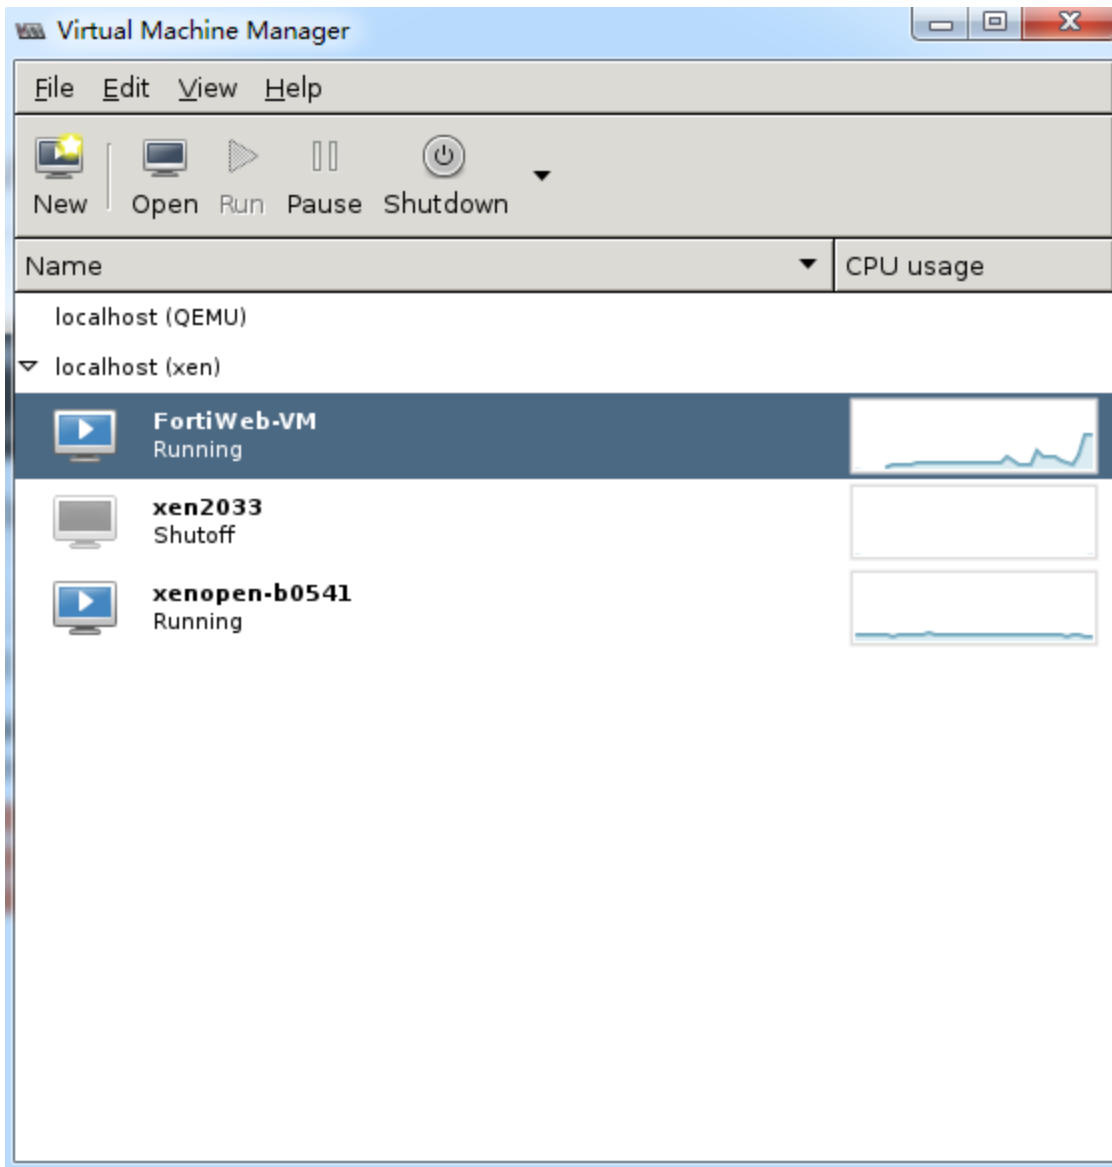 Virtual Machine Manager
File Edit View Help
New Open Run Pause Shutdown
Name CPU usage
localhost (QEMU)
localhost (xen)
FortiWeb-VM
Running
xen2033
Shutoff
xenopen-b0541
Running